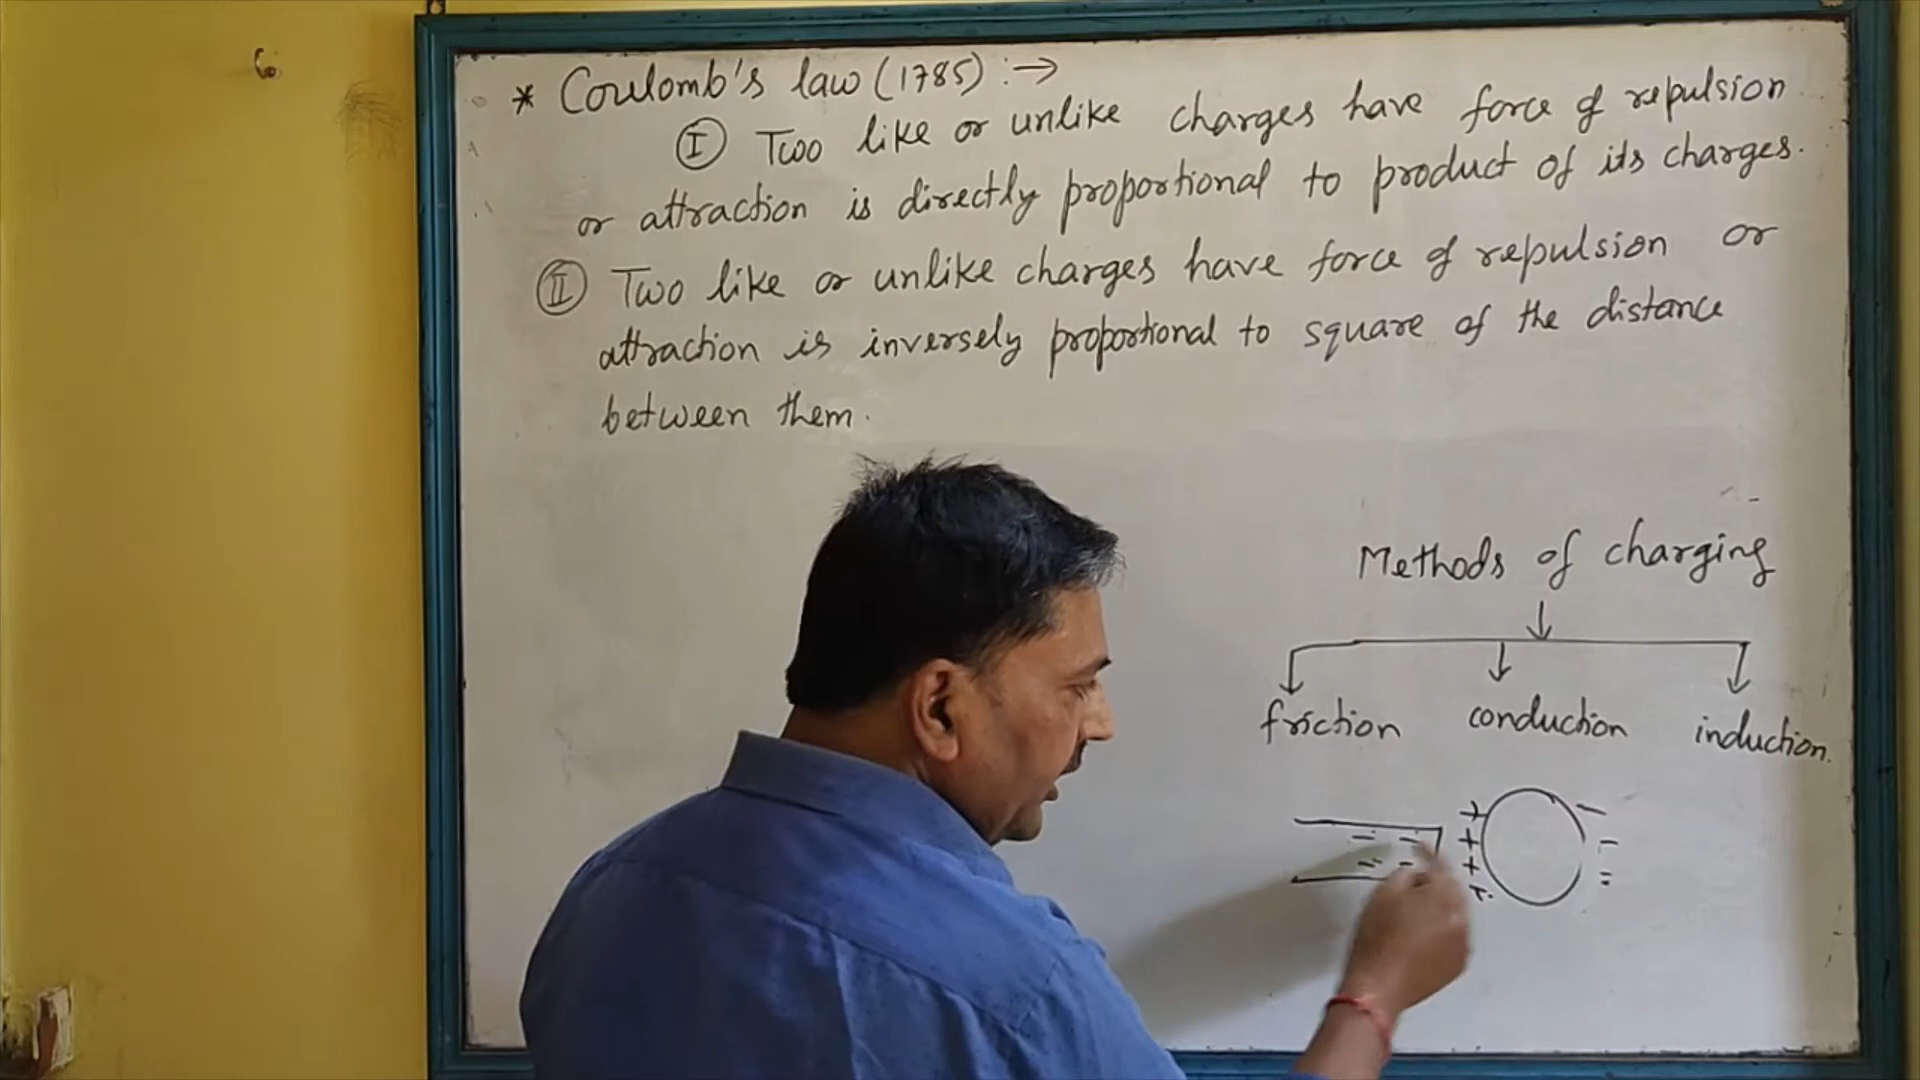 * Coulomb's law (1785) :→
(I) Two like or unlike charges have force of repulsion
or attraction is directly proportional to product of its charges.
(II) Two like or unlike charges have force of repulsion or
attraction is inversely proportional to square of the distance
between them.
Methods of charging
friction conduction induction.